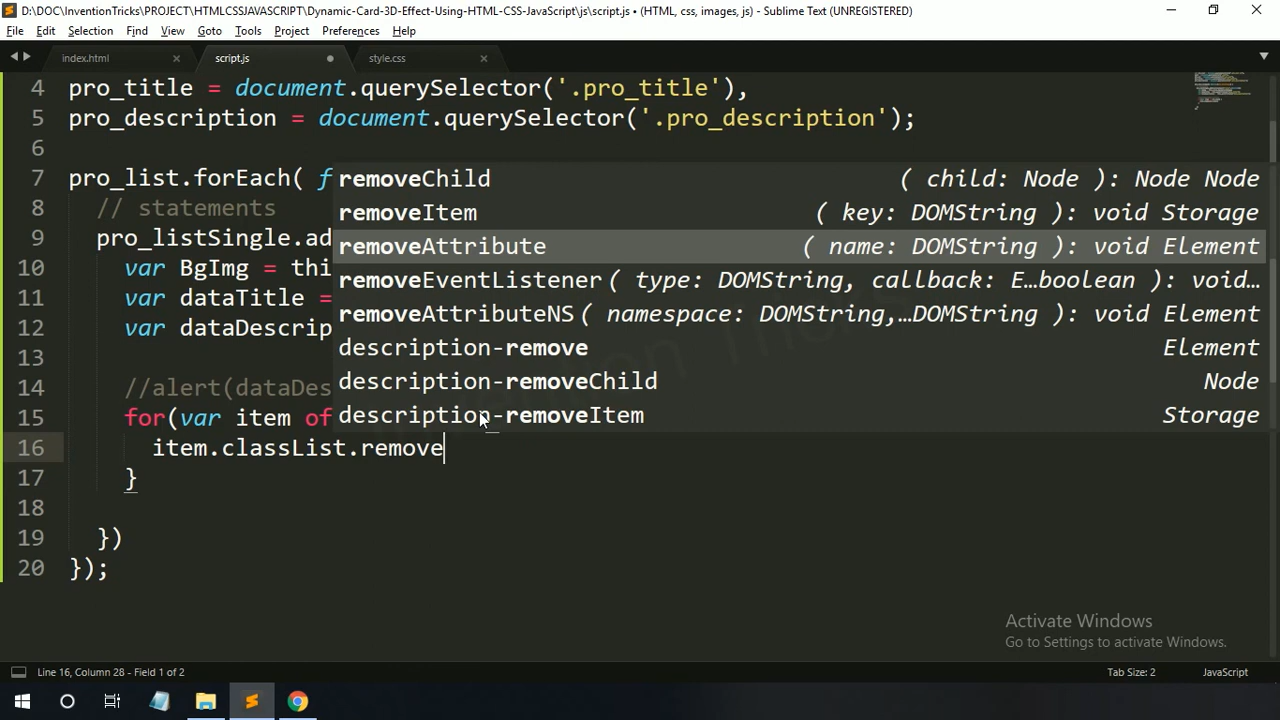 D:\DOC\InventionTricks\PROJECT\HTMLCSSJAVASCRIPT\Dynamic-Card-3D-Effect-Using-HTML-CSS-JavaScript\js\script.js • (HTML, css, images, js) - Sublime Text (UNREGISTERED)
File Edit Selection Find View Goto Tools Project Preferences Help
index.html script.js style.css
4 pro_title = document.querySelector('.pro_title'),
5 pro_description = document.querySelector('.pro_description');
6
7 pro_list.forEach( f
removeChild ( child: Node ): Node Node
8 // statements
removeItem ( key: DOMString ): void Storage
9 pro_listSingle.ad
removeAttribute ( name: DOMString ): void Element
10 var BgImg = thi
removeEventListener( type: DOMString, callback: E…boolean ): void…
11 var dataTitle =
removeAttributeNS( namespace: DOMString,…DOMString ): void Element
12 var dataDescrip
description-remove Element
13
description-removeChild Node
14 //alert(dataDes
description-removeItem Storage
15 for(var item of
16 item.classList.remove
17 }
18
19 })
20 });
Activate Windows
Go to Settings to activate Windows.
Line 16, Column 28 - Field 1 of 2 Tab Size: 2 JavaScript